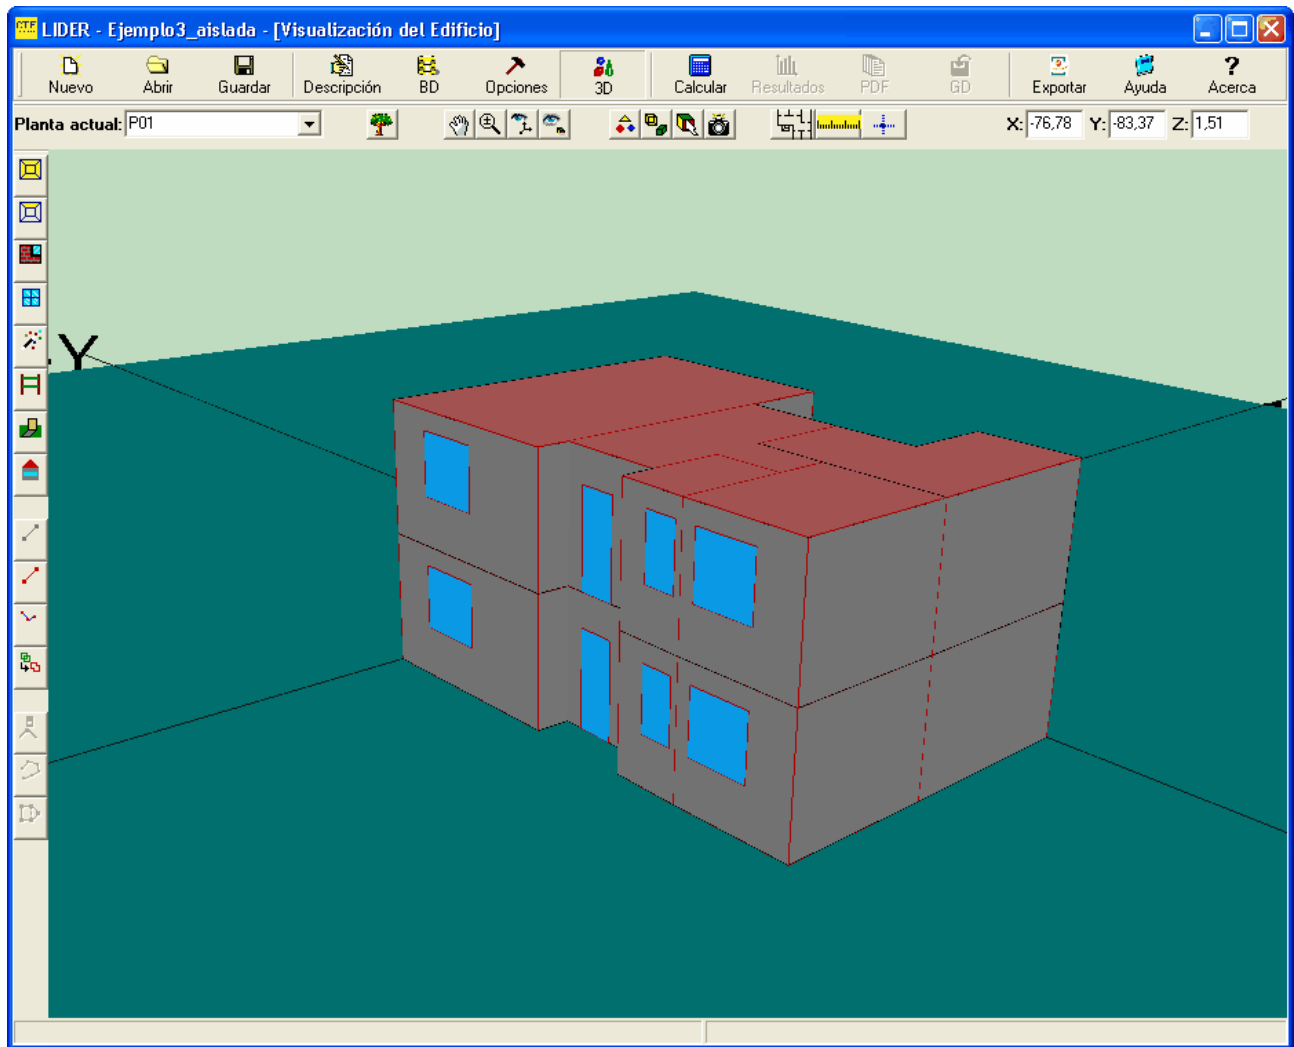 CTE LIDER - Ejemplo3_aislada - [Visualización del Edificio]
Nuevo Abrir Guardar Descripción BD Opciones 3D Calcular Resultados PDF GD Exportar Ayuda Acerca
Planta actual: P01 X: -76,78 Y: -83,37 Z: 1,51
Y